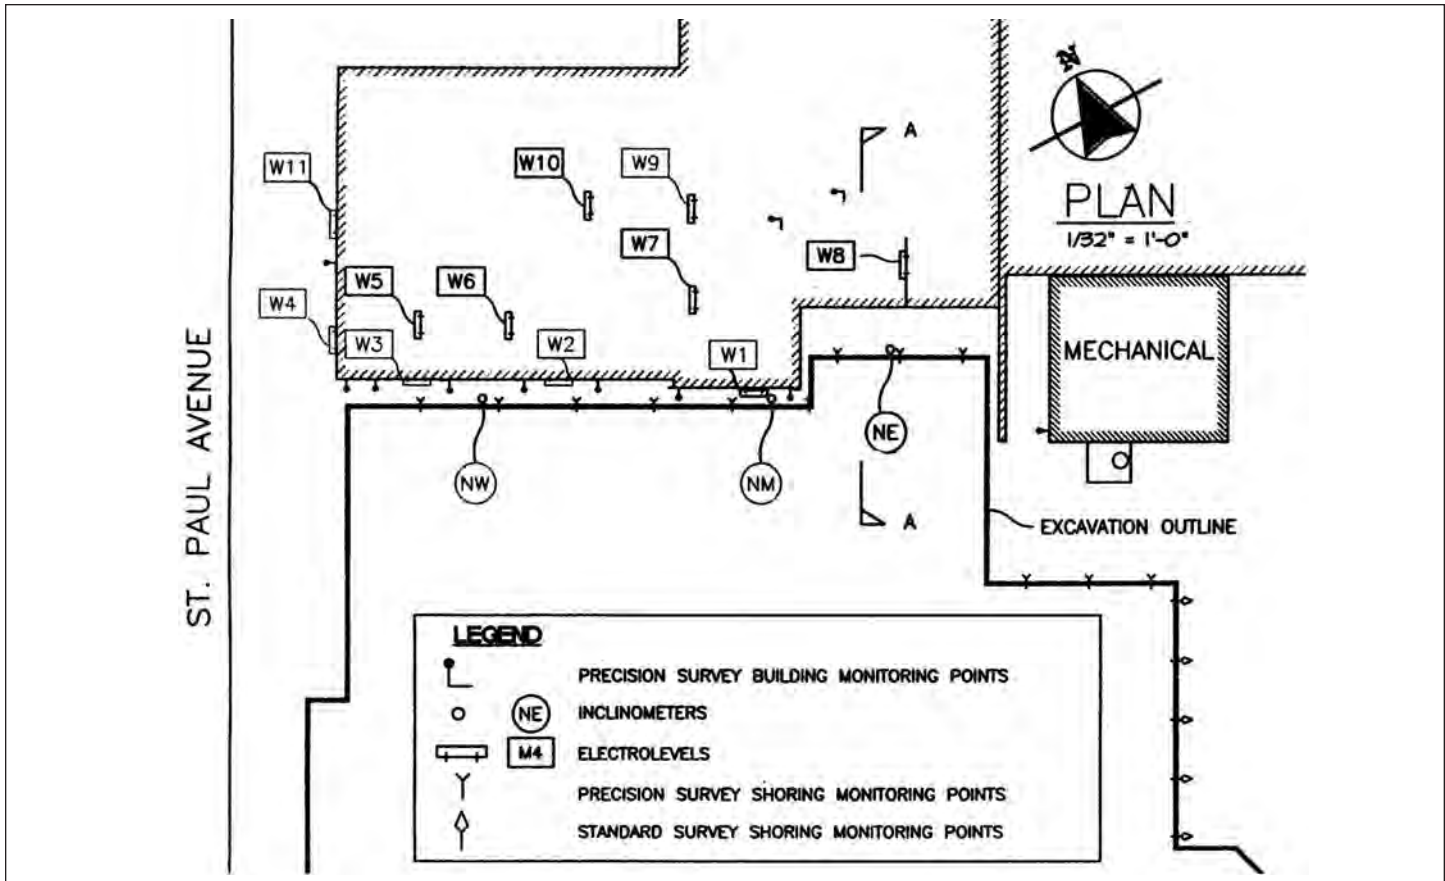 A
W11
W10
W9
PLAN
1/32" = 1'-0"
W7
W8
W5
W6
W4
W3
W2
W1
MECHANICAL
ST. PAUL AVENUE
NE
NW
NM
A
EXCAVATION OUTLINE
LEGEND
PRECISION SURVEY BUILDING MONITORING POINTS
NE INCLINOMETERS
M4 ELECTROLEVELS
PRECISION SURVEY SHORING MONITORING POINTS
STANDARD SURVEY SHORING MONITORING POINTS